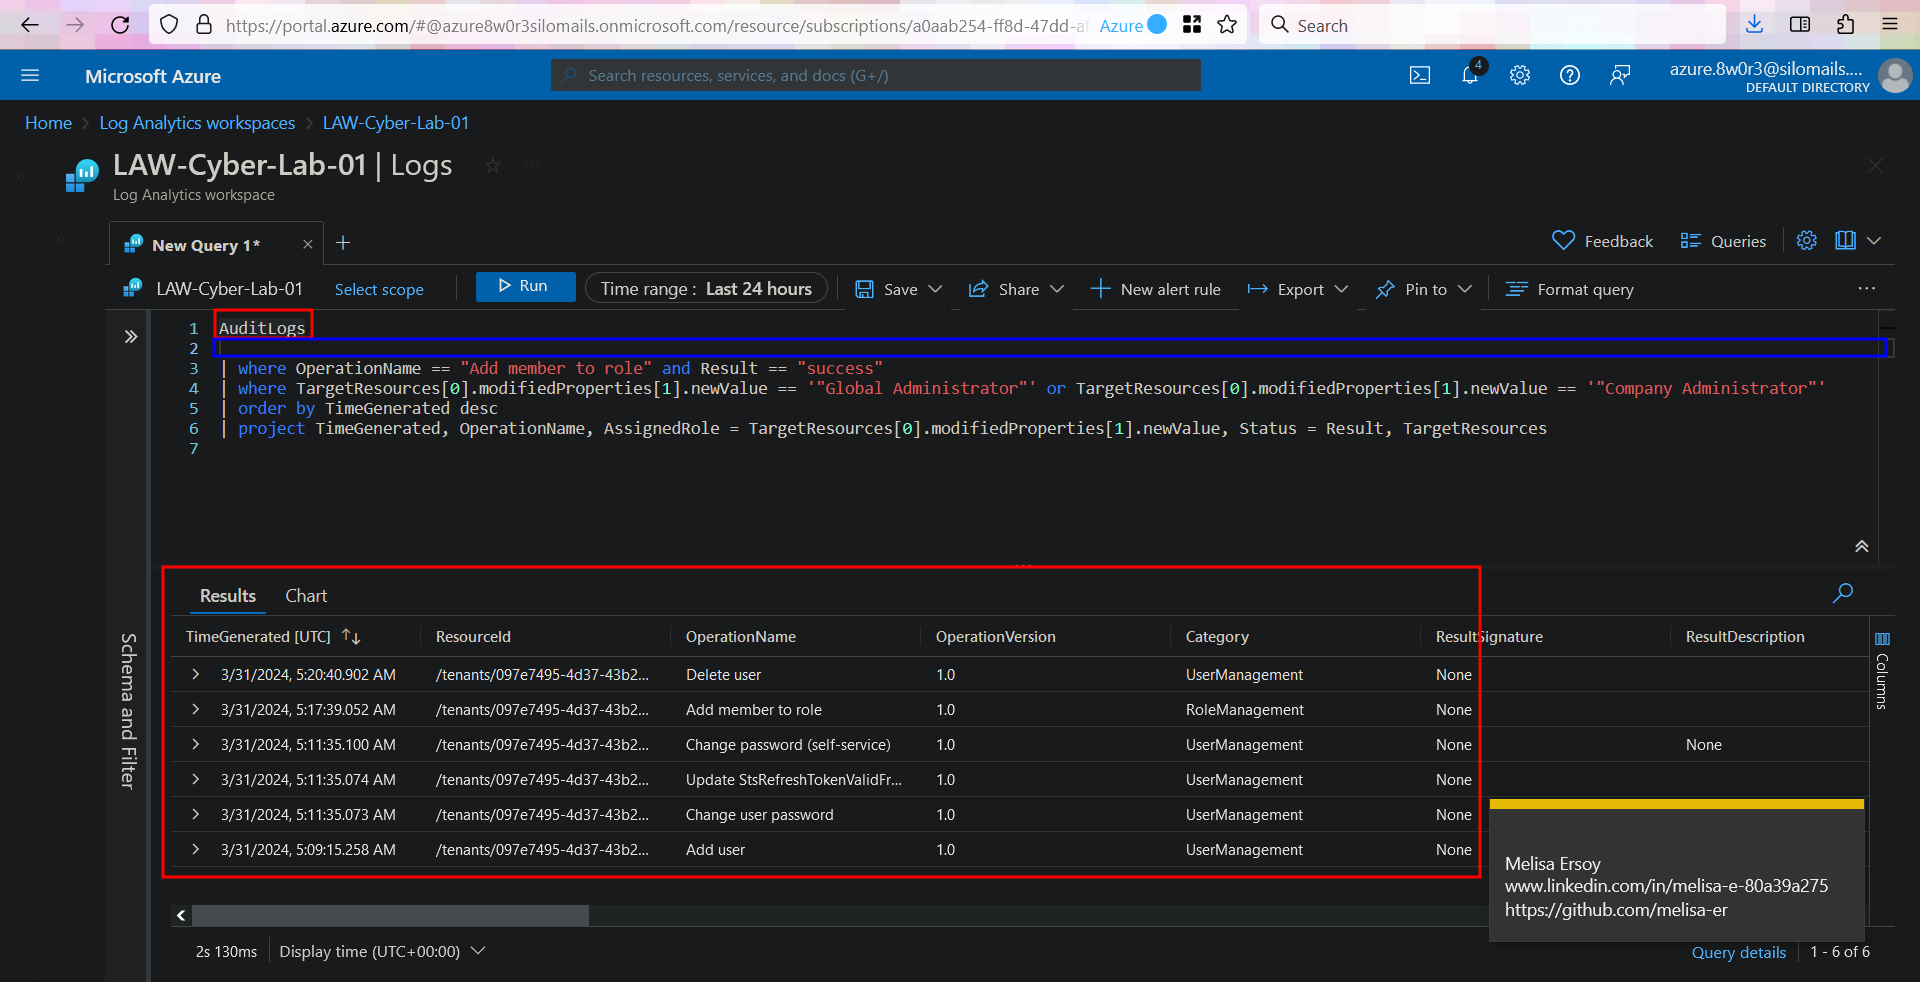 https://portal.azure.com/#@azure8w0r3silomails.onmicrosoft.com/resource/subscriptions/a0aab254-ff8d-47dd-af Azure Search
Microsoft Azure Search resources, services, and docs (G+/) 4 azure.8w0r3@silomails....
DEFAULT DIRECTORY
Home > Log Analytics workspaces > LAW-Cyber-Lab-01
LAW-Cyber-Lab-01 | Logs ...
Log Analytics workspace
New Query 1* × + Feedback Queries
LAW-Cyber-Lab-01 Select scope Run Time range : Last 24 hours Save Share New alert rule Export Pin to Format query ...
1 AuditLogs
2
3 | where OperationName == "Add member to role" and Result == "success"
4 | where TargetResources[0].modifiedProperties[1].newValue == '"Global Administrator"' or TargetResources[0].modifiedProperties[1].newValue == '"Company Administrator"'
5 | order by TimeGenerated desc
6 | project TimeGenerated, OperationName, AssignedRole = TargetResources[0].modifiedProperties[1].newValue, Status = Result, TargetResources
7
Schema and Filter
Results Chart
TimeGenerated [UTC] ResourceId OperationName OperationVersion Category ResultSignature ResultDescription
3/31/2024, 5:20:40.902 AM /tenants/097e7495-4d37-43b2... Delete user 1.0 UserManagement None
3/31/2024, 5:17:39.052 AM /tenants/097e7495-4d37-43b2... Add member to role 1.0 RoleManagement None
3/31/2024, 5:11:35.100 AM /tenants/097e7495-4d37-43b2... Change password (self-service) 1.0 UserManagement None None
3/31/2024, 5:11:35.074 AM /tenants/097e7495-4d37-43b2... Update StsRefreshTokenValidFr... 1.0 UserManagement None
3/31/2024, 5:11:35.073 AM /tenants/097e7495-4d37-43b2... Change user password 1.0 UserManagement None
3/31/2024, 5:09:15.258 AM /tenants/097e7495-4d37-43b2... Add user 1.0 UserManagement None
Columns
Melisa Ersoy
www.linkedin.com/in/melisa-e-80a39a275
https://github.com/melisa-er
2s 130ms Display time (UTC+00:00) Query details 1 - 6 of 6